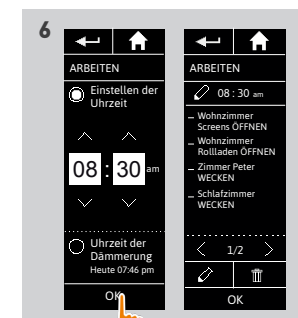 6
ARBEITEN
Einstellen der
Uhrzeit
08 : 30 am
Uhrzeit der
Dämmerung
Heute 07:46 pm
OK
ARBEITEN
08 : 30 am
– Wohnzimmer
Screens ÖFFNEN
– Wohnzimmer
Rollladen ÖFFNEN
– Zimmer Peter
WECKEN
– Schlafzimmer
WECKEN
1/2
OK